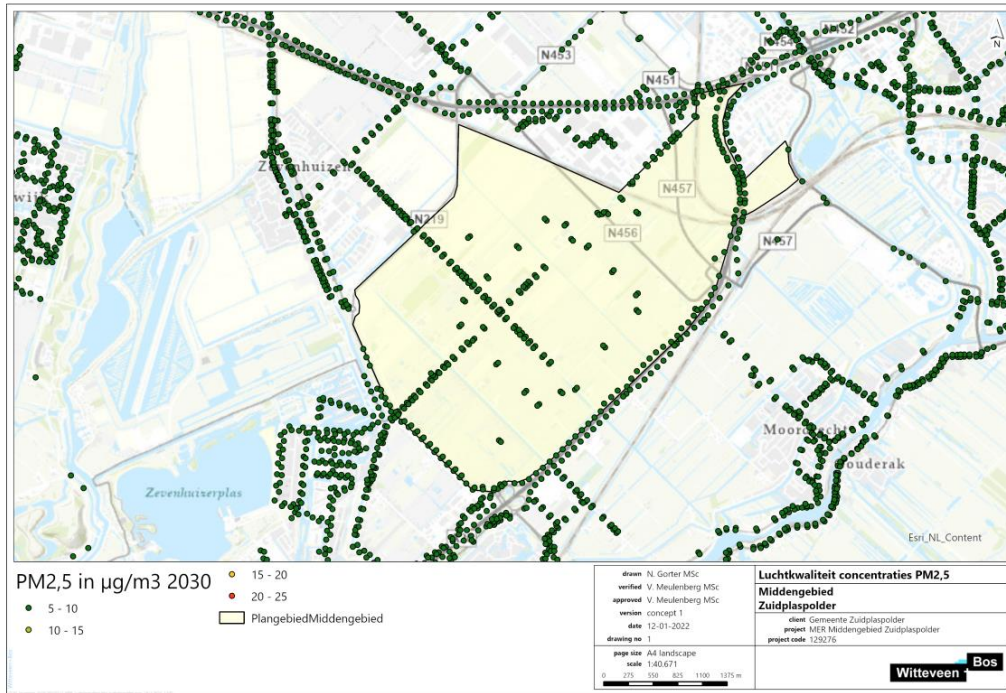 N453
N452
N454
N451
N
Zevenhuizen
N457
N219
N456
N457
Moordrecht
Gouderak
Zevenhuizerplas
Esri_NL_Content
PM2,5 in µg/m3 2030
5 - 10
10 - 15
15 - 20
20 - 25
PlangebiedMiddengebied
drawn N. Gorter MSc
verified V. Meulenberg MSc
approved V. Meulenberg MSc
version concept 1
date 12-01-2022
drawing no 1
page size A4 landscape
scale 1:40.671
0 275 550 825 1100 1375 m
Luchtkwaliteit concentraties PM2,5
Middengebied
Zuidplaspolder
client Gemeente Zuidplaspolder
project MER Middengebied Zuidplaspolder
project code 129276
Witteveen + Bos
Witteveen+Bos